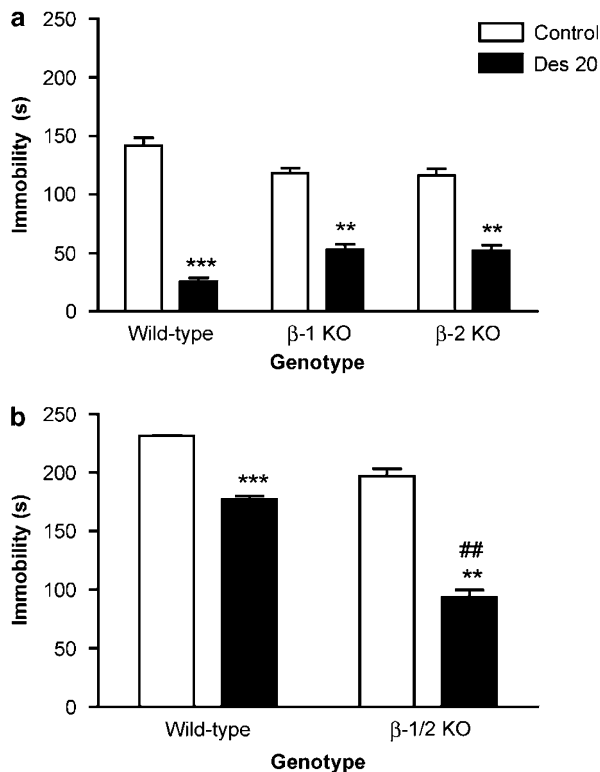 a
Control
Des 20
250
200
150
100
50
0
Immobility (s)
***
**
**
Wild-type
β-1 KO
β-2 KO
Genotype
b
250
200
150
100
50
0
Immobility (s)
***
##
**
Wild-type
β-1/2 KO
Genotype